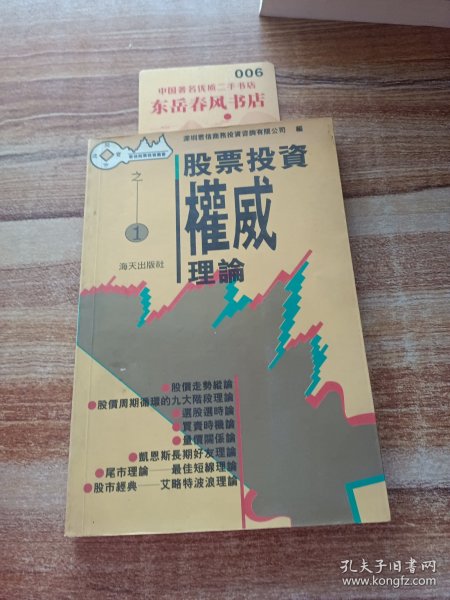 006
中国著名优质二手书店
东岳春风书店
深圳君信商務投資咨詢有限公司 編
之
1
股票投資
權威
理論
海天出版社
●股價走勢縱論
●股價周期循環的九大階段理論
●選股選時論
●買賣時機論
●量價關係論
●凱恩斯長期好友理論
●尾市理論——最佳短線理論
●股市經典——艾略特波浪理論
孔夫子旧书网
www.kongfz.com